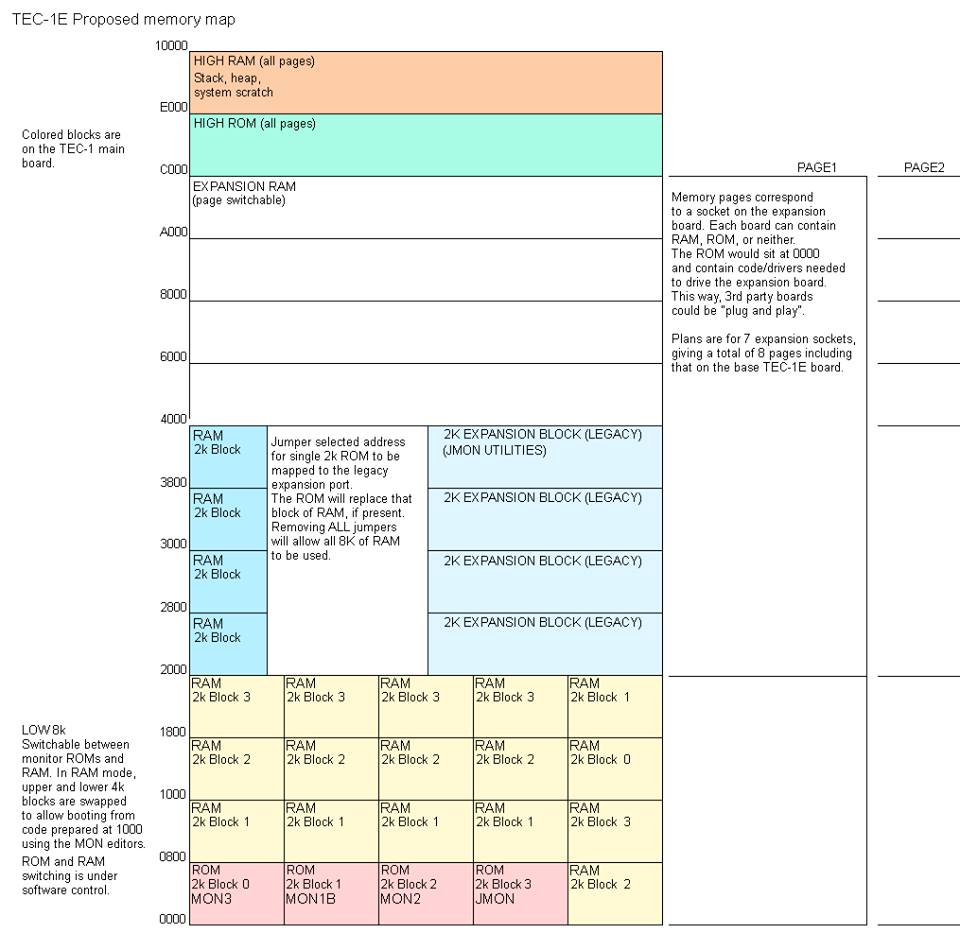 TEC-1E Proposed memory map
10000
HIGH RAM (all pages)
Stack, heap,
system scratch
E000
HIGH ROM (all pages)
Colored blocks are
on the TEC-1 main
board.
C000
PAGE1
PAGE2
EXPANSION RAM
(page switchable)
A000
8000
6000
4000
Memory pages correspond
to a socket on the expansion
board. Each board can contain
RAM, ROM, or neither.
The ROM would sit at 0000
and contain code/drivers needed
to drive the expansion board.
This way, 3rd party boards
could be "plug and play".
Plans are for 7 expansion sockets,
giving a total of 8 pages including
that on the base TEC-1E board.
RAM
2k Block
3800
RAM
2k Block
3000
RAM
2k Block
2800
RAM
2k Block
2000
Jumper selected address
for single 2k ROM to be
mapped to the legacy
expansion port.
The ROM will replace that
block of RAM, if present.
Removing ALL jumpers
will allow all 8K of RAM
to be used.
2K EXPANSION BLOCK (LEGACY)
(JMON UTILITIES)
2K EXPANSION BLOCK (LEGACY)
2K EXPANSION BLOCK (LEGACY)
2K EXPANSION BLOCK (LEGACY)
LOW 8k
Switchable between
monitor ROMs and
RAM. In RAM mode,
upper and lower 4k
blocks are swapped
to allow booting from
code prepared at 1000
using the MON editors.
ROM and RAM
switching is under
software control.
RAM RAM RAM RAM RAM
2k Block 3 2k Block 3 2k Block 3 2k Block 3 2k Block 1
1800
RAM RAM RAM RAM RAM
2k Block 2 2k Block 2 2k Block 2 2k Block 2 2k Block 0
1000
RAM RAM RAM RAM RAM
2k Block 1 2k Block 1 2k Block 1 2k Block 1 2k Block 3
0800
ROM ROM ROM ROM RAM
2k Block 0 2k Block 1 2k Block 2 2k Block 3 2k Block 2
MON3 MON1B MON2 JMON
0000